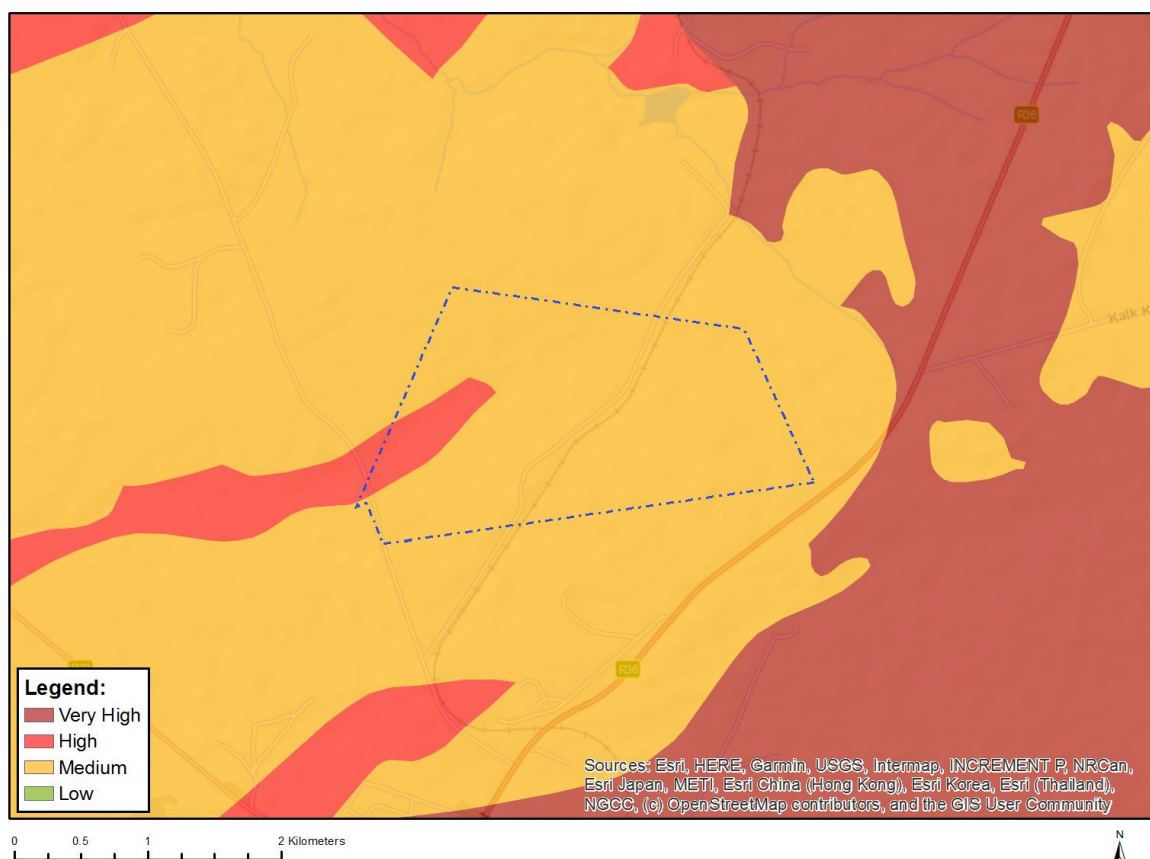 R36
Kalk K
R36
Legend:
Very High
High
Medium
Low
Sources: Esri, HERE, Garmin, USGS, Intermap, INCREMENT P, NRCan,
Esri Japan, METI, Esri China (Hong Kong), Esri Korea, Esri (Thailand),
NGCC, (c) OpenStreetMap contributors, and the GIS User Community
0 0.5 1 2 Kilometers
N